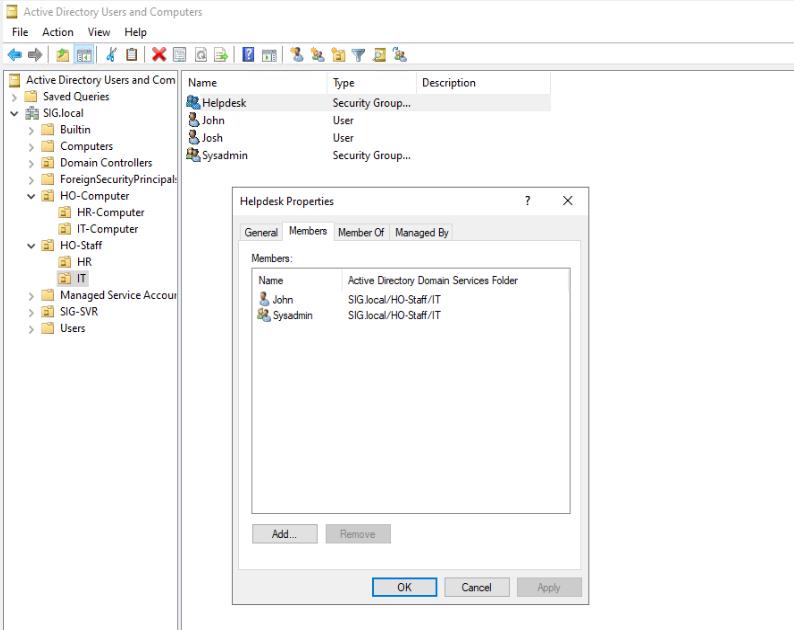 Active Directory Users and Computers
File Action View Help
Active Directory Users and Com
Saved Queries
SIG.local
Builtin
Computers
Domain Controllers
ForeignSecurityPrincipals
HO-Computer
HR-Computer
IT-Computer
HO-Staff
HR
IT
Managed Service Accour
SIG-SVR
Users
Name Type Description
Helpdesk Security Group...
John User
Josh User
Sysadmin Security Group...
Helpdesk Properties ?
General Members Member Of Managed By
Members:
Name Active Directory Domain Services Folder
John SIG.local/HO-Staff/IT
Sysadmin SIG.local/HO-Staff/IT
Add... Remove
OK Cancel Apply